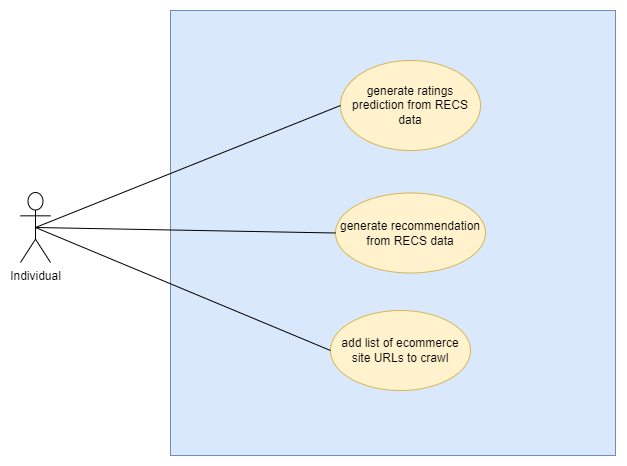 generate ratings
prediction from RECS
data
generate recommendation
from RECS data
Individual
add list of ecommerce
site URLs to crawl